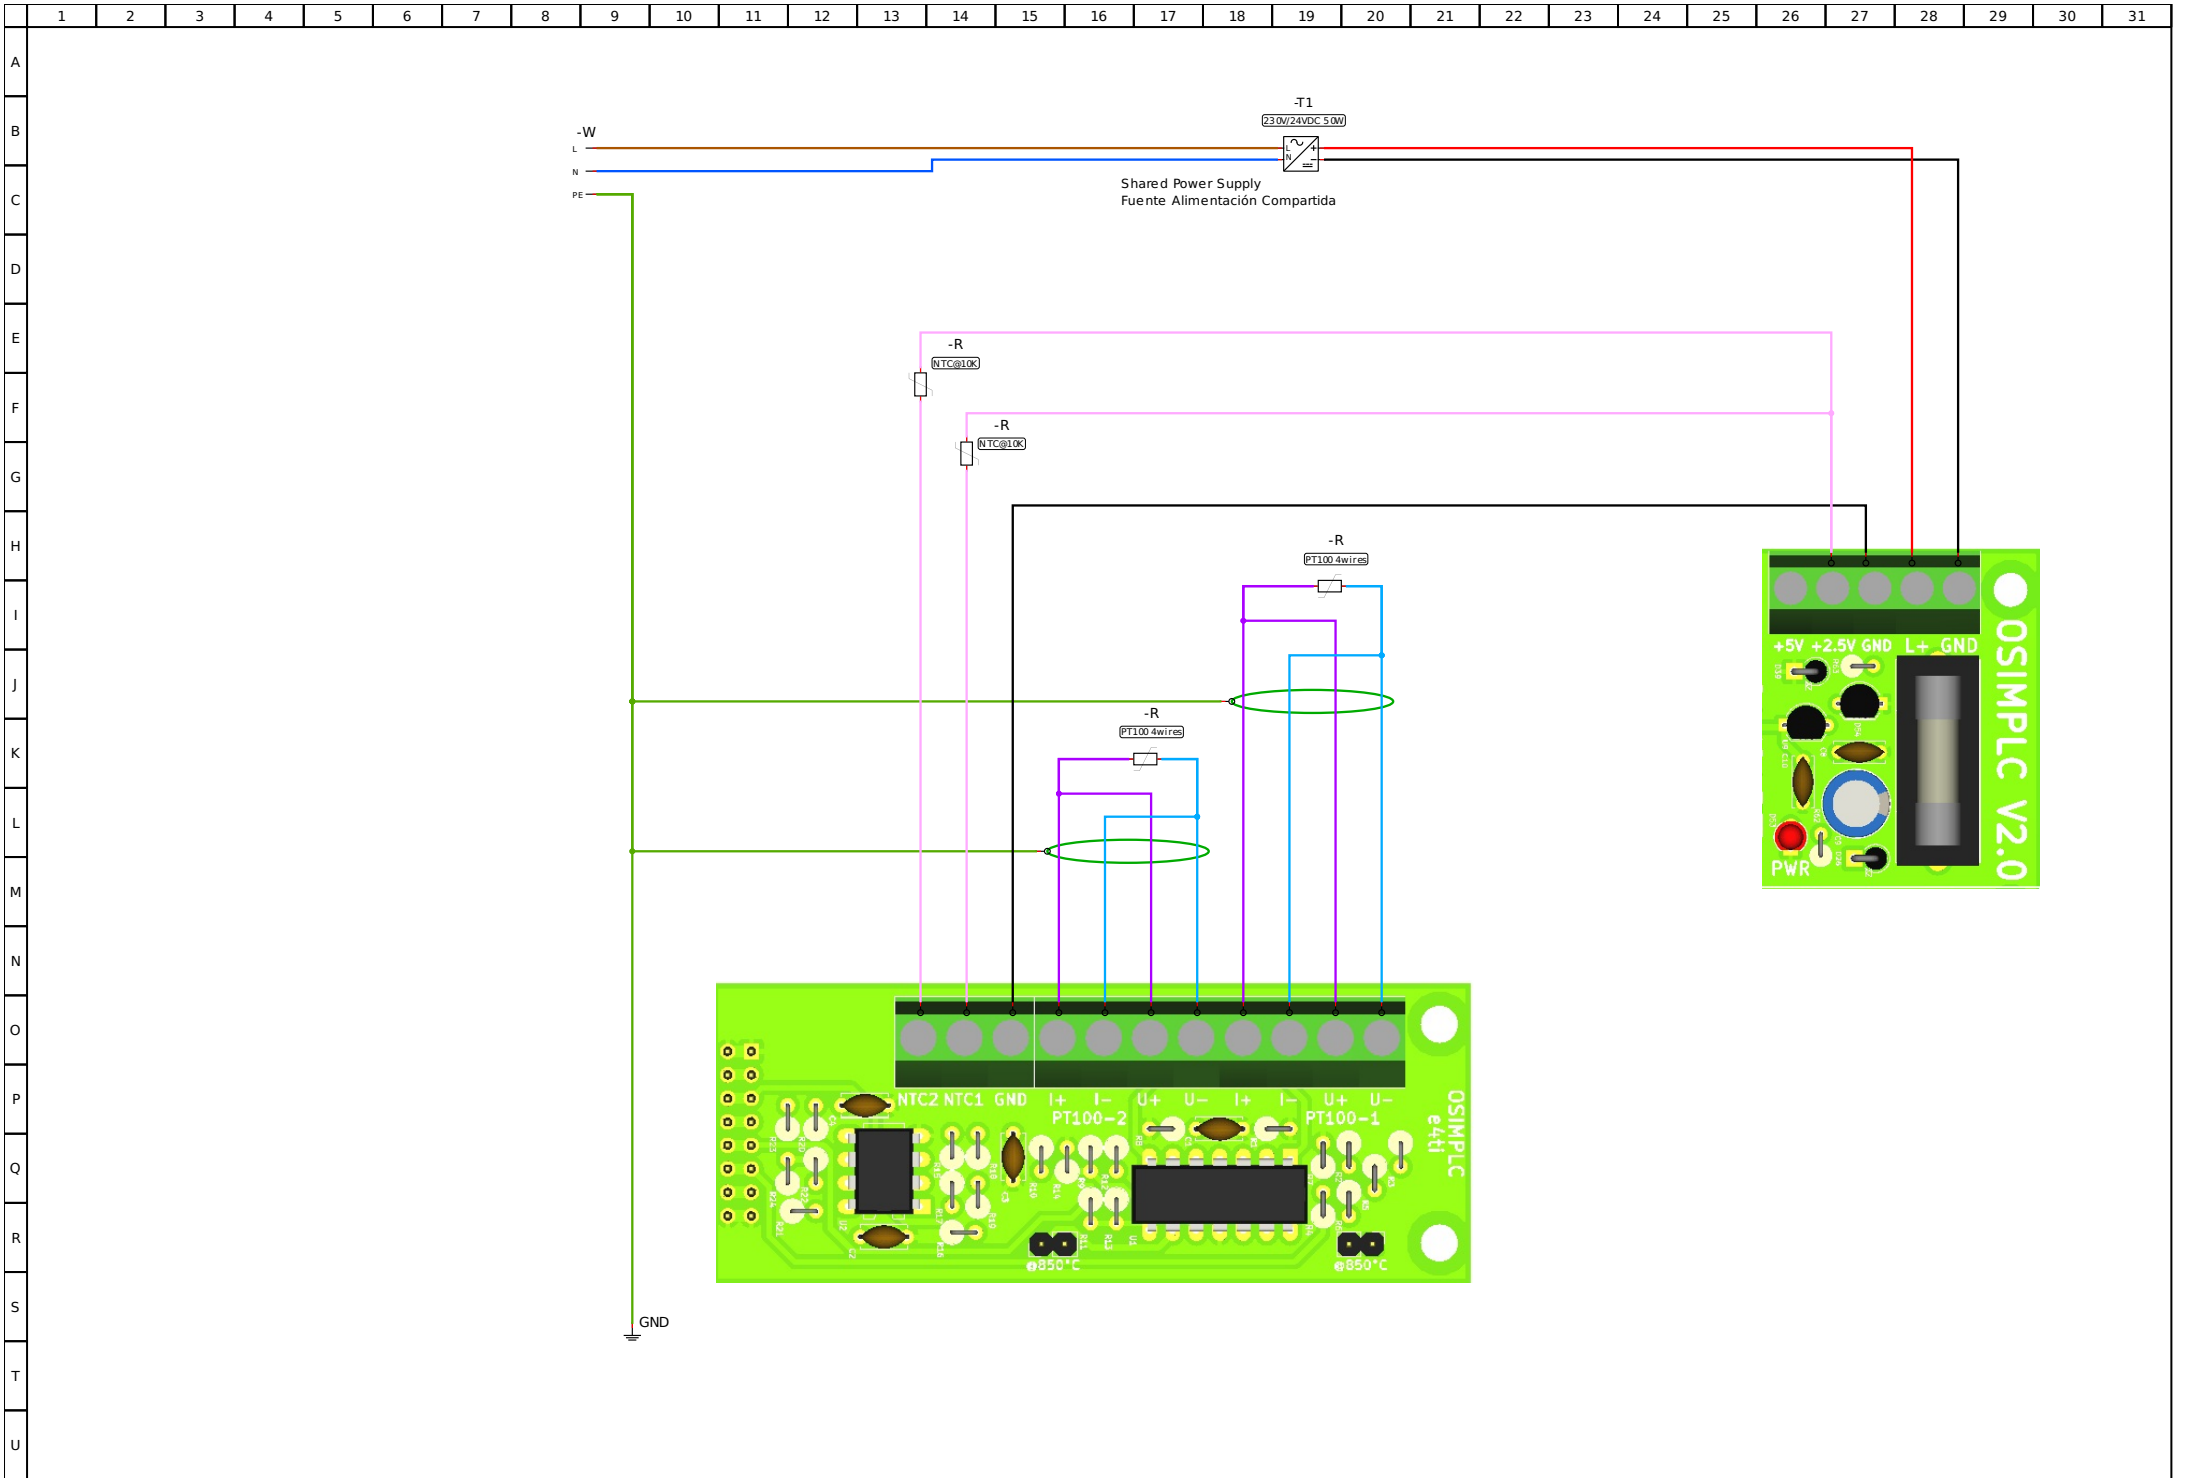 1 2 3 4 5 6 7 8 9 10 11 12 13 14 15 16 17 18 19 20 21 22 23 24 25 26 27 28 29 30 31
A
B
C
D
E
F
G
H
I
J
K
L
M
N
O
P
Q
R
S
T
U
-W
L
N
PE
-T1
230V/24VDC 50W
L +
N −
Shared Power Supply
Fuente Alimentación Compartida
-R
NTC@10K
-R
NTC@10K
-R
PT100 4wires
-R
PT100 4wires
+5V +2.5V GND L+ GND
OSIMPLC V2.0
PWR
NTC2 NTC1 GND I+ I- U+ U- I+ I- U+ U-
PT100-2 PT100-1
OSIMPLC
e4ti
@850°C @850°C
GND